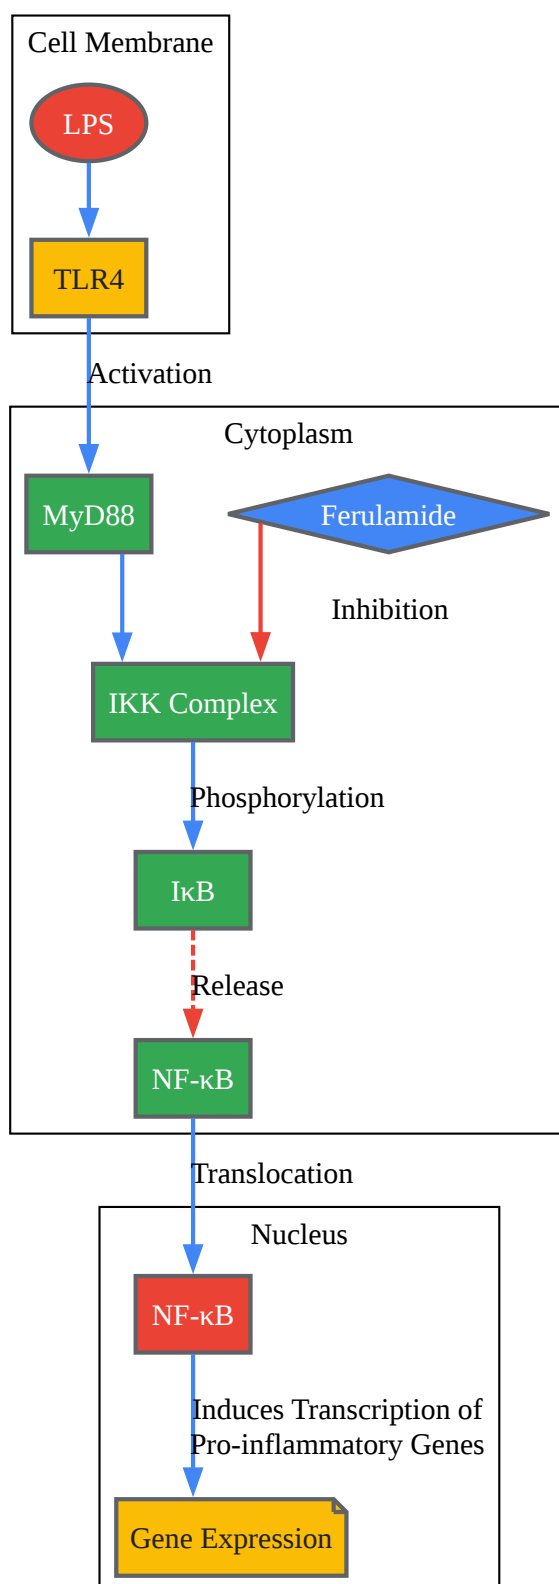 Cell Membrane
LPS
TLR4
Activation
Cytoplasm
MyD88
Ferulamide
Inhibition
IKK Complex
Phosphorylation
IκB
Release
NF-κB
Translocation
Nucleus
NF-κB
Induces Transcription of
Pro-inflammatory Genes
Gene Expression